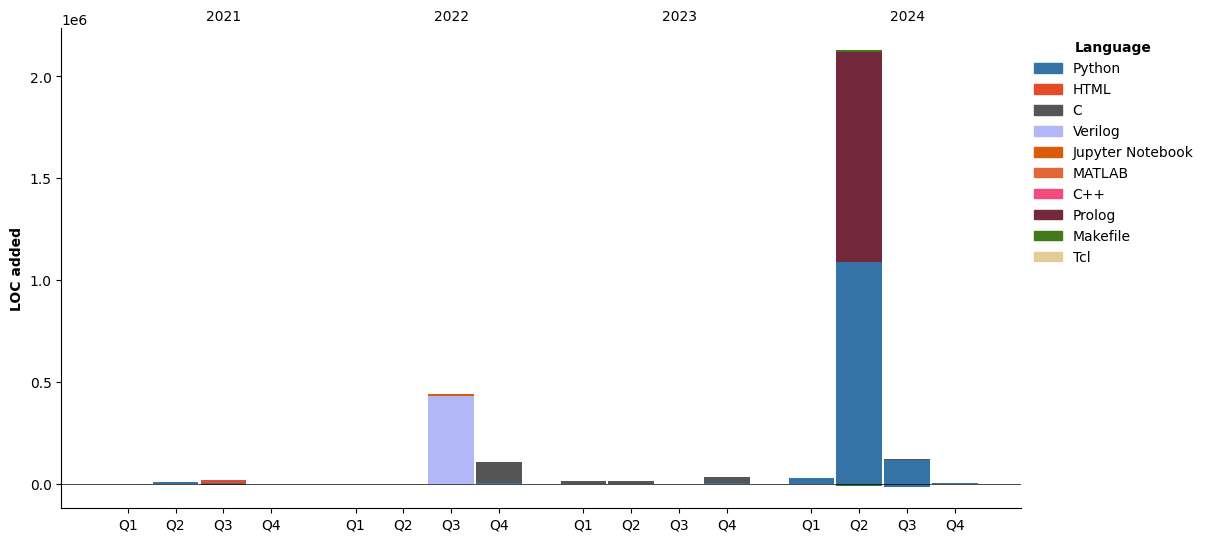 2021 2022 2023 2024
1e6
Language
Python
HTML
C
Verilog
Jupyter Notebook
MATLAB
C++
Prolog
Makefile
Tcl
LOC added
2.0
1.5
1.0
0.5
0.0
Q1 Q2 Q3 Q4 Q1 Q2 Q3 Q4 Q1 Q2 Q3 Q4 Q1 Q2 Q3 Q4